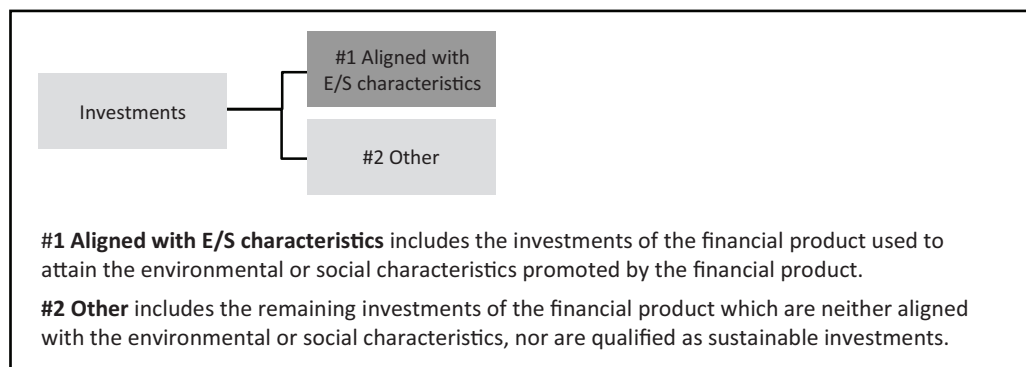 #1 Aligned with
E/S characteristics
Investments
#2 Other
#1 Aligned with E/S characteristics includes the investments of the financial product used to
attain the environmental or social characteristics promoted by the financial product.
#2 Other includes the remaining investments of the financial product which are neither aligned
with the environmental or social characteristics, nor are qualified as sustainable investments.